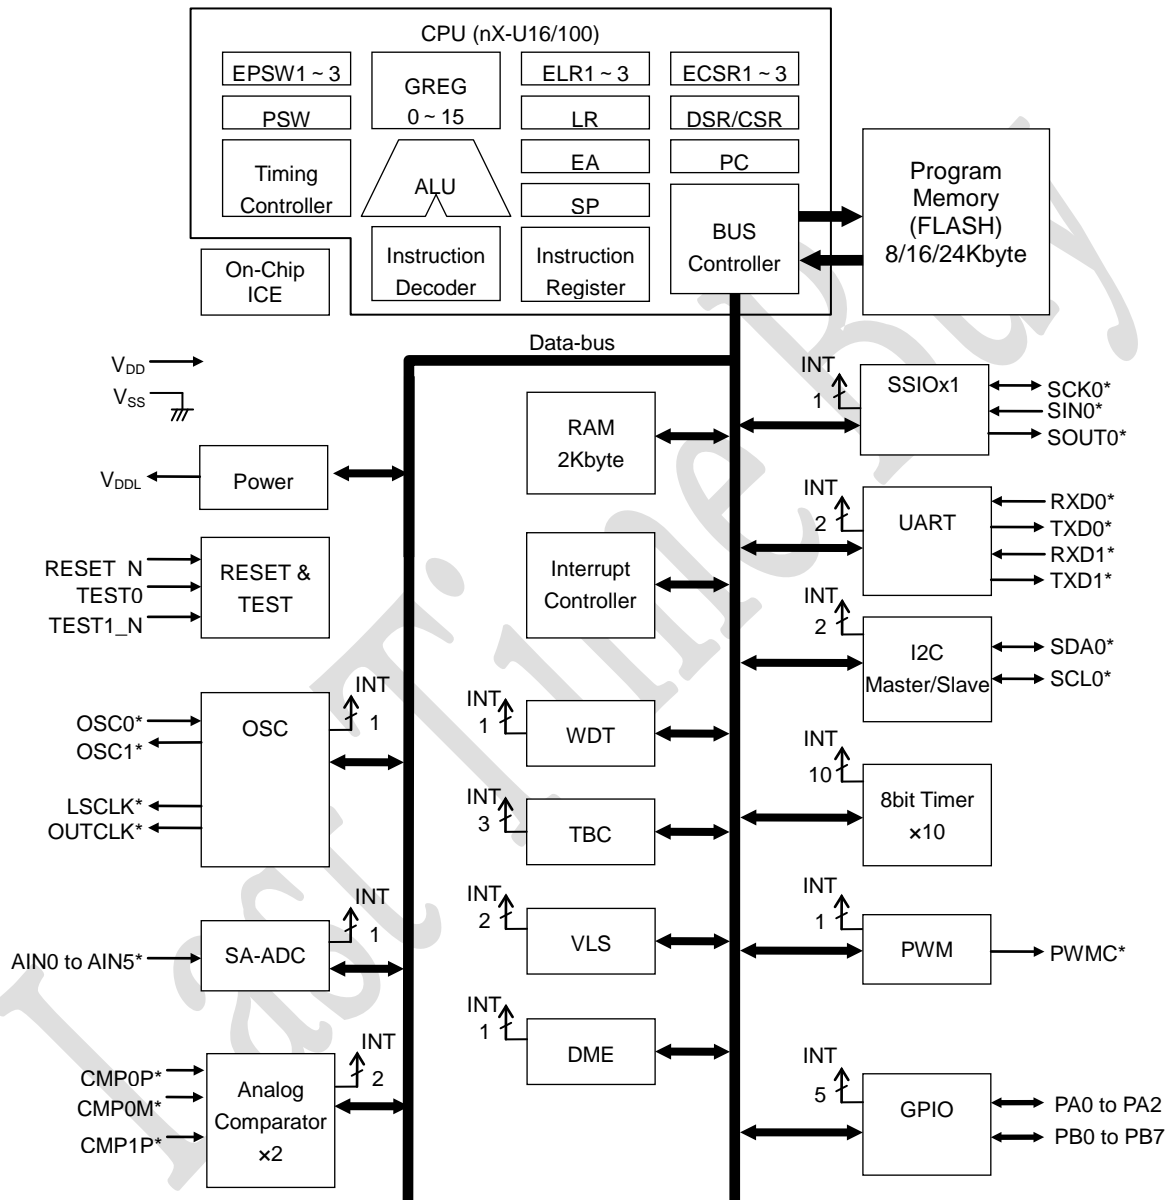 CPU (nX-U16/100)
EPSW1 ~ 3
GREG
0 ~ 15
ELR1 ~ 3
ECSR1 ~ 3
PSW
LR
DSR/CSR
Timing
Controller
ALU
EA
PC
SP
BUS
Controller
Instruction
Decoder
Instruction
Register
On-Chip
ICE
Program
Memory
(FLASH)
8/16/24Kbyte
Data-bus
VDD
VSS
VDDL
Power
RESET_N
TEST0
TEST1_N
RESET &
TEST
OSC0*
OSC1*
LSCLK*
OUTCLK*
OSC
INT
1
AIN0 to AIN5*
SA-ADC
INT
1
CMP0P*
CMP0M*
CMP1P*
Analog
Comparator
×2
INT
2
RAM
2Kbyte
Interrupt
Controller
INT
1
WDT
INT
3
TBC
INT
2
VLS
INT
1
DME
INT
1
SSIOx1
SCK0*
SIN0*
SOUT0*
INT
2
UART
RXD0*
TXD0*
RXD1*
TXD1*
INT
2
I2C
Master/Slave
SDA0*
SCL0*
INT
10
8bit Timer
×10
INT
1
PWM
PWMC*
INT
5
GPIO
PA0 to PA2
PB0 to PB7
Last Time Buy